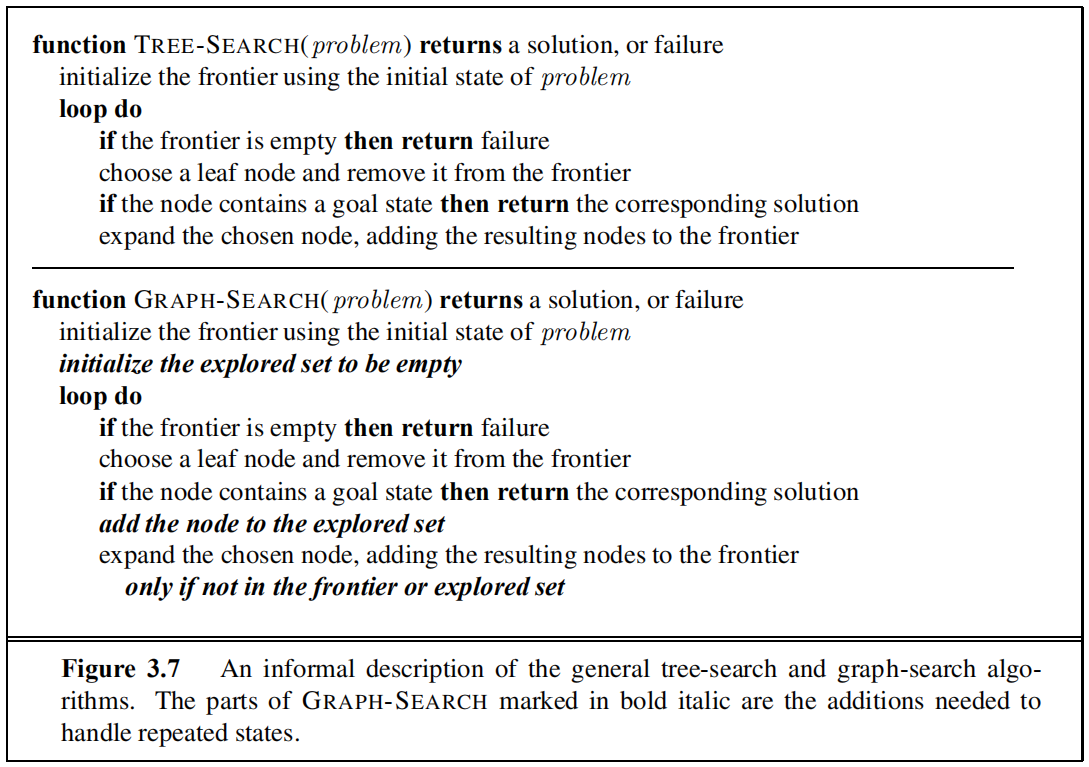 function TREE-SEARCH(problem) returns a solution, or failure
initialize the frontier using the initial state of problem
loop do
if the frontier is empty then return failure
choose a leaf node and remove it from the frontier
if the node contains a goal state then return the corresponding solution
expand the chosen node, adding the resulting nodes to the frontier
function GRAPH-SEARCH(problem) returns a solution, or failure
initialize the frontier using the initial state of problem
initialize the explored set to be empty
loop do
if the frontier is empty then return failure
choose a leaf node and remove it from the frontier
if the node contains a goal state then return the corresponding solution
add the node to the explored set
expand the chosen node, adding the resulting nodes to the frontier
only if not in the frontier or explored set
Figure 3.7 An informal description of the general tree-search and graph-search algo-
rithms. The parts of GRAPH-SEARCH marked in bold italic are the additions needed to
handle repeated states.